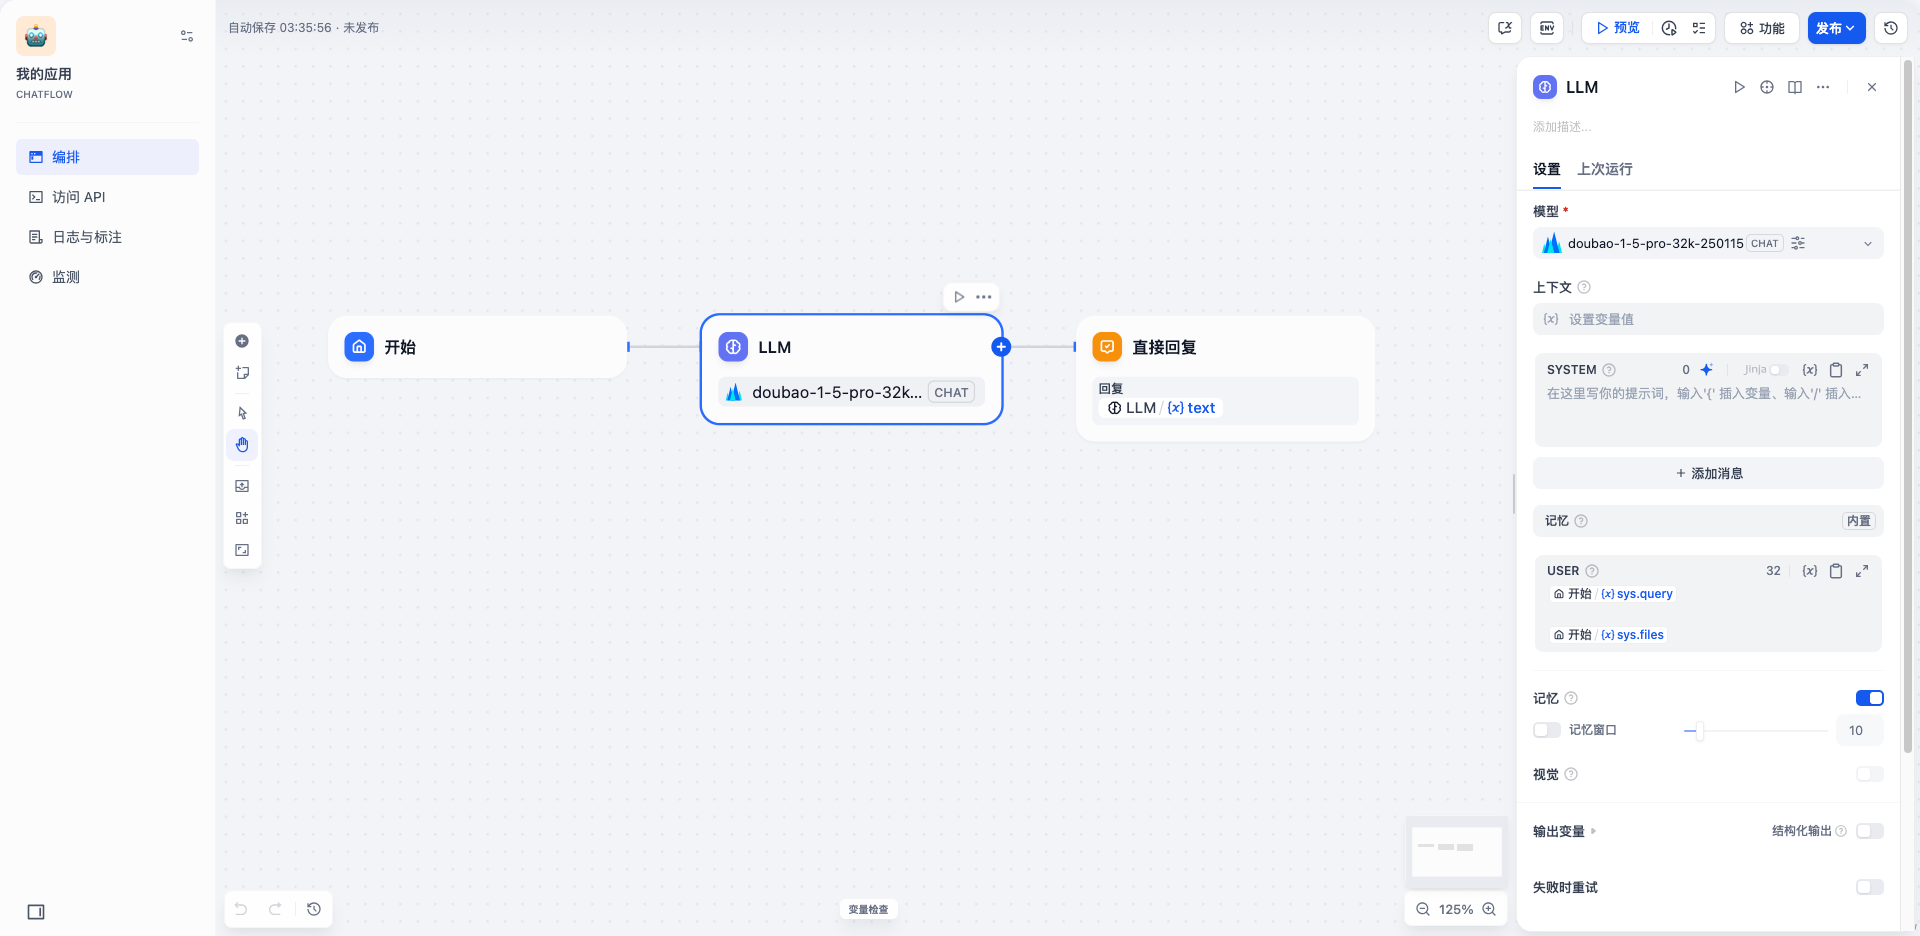 自动保存 03:35:56 · 未发布
ENV
预览
功能
发布
我的应用
CHATFLOW
编排
访问 API
日志与标注
监测
开始
LLM
doubao-1-5-pro-32k...
CHAT
直接回复
回复
LLM / {x} text
变量检查
125%
LLM
添加描述...
设置
上次运行
模型 *
doubao-1-5-pro-32k-250115 CHAT
上下文
{x} 设置变量值
SYSTEM
0
Jinja
{x}
在这里写你的提示词，输入'{' 插入变量、输入'/' 插入...
+ 添加消息
记忆
内置
USER
32
{x}
开始 / {x} sys.query
开始 / {x} sys.files
记忆
记忆窗口
10
视觉
输出变量
结构化输出
失败时重试